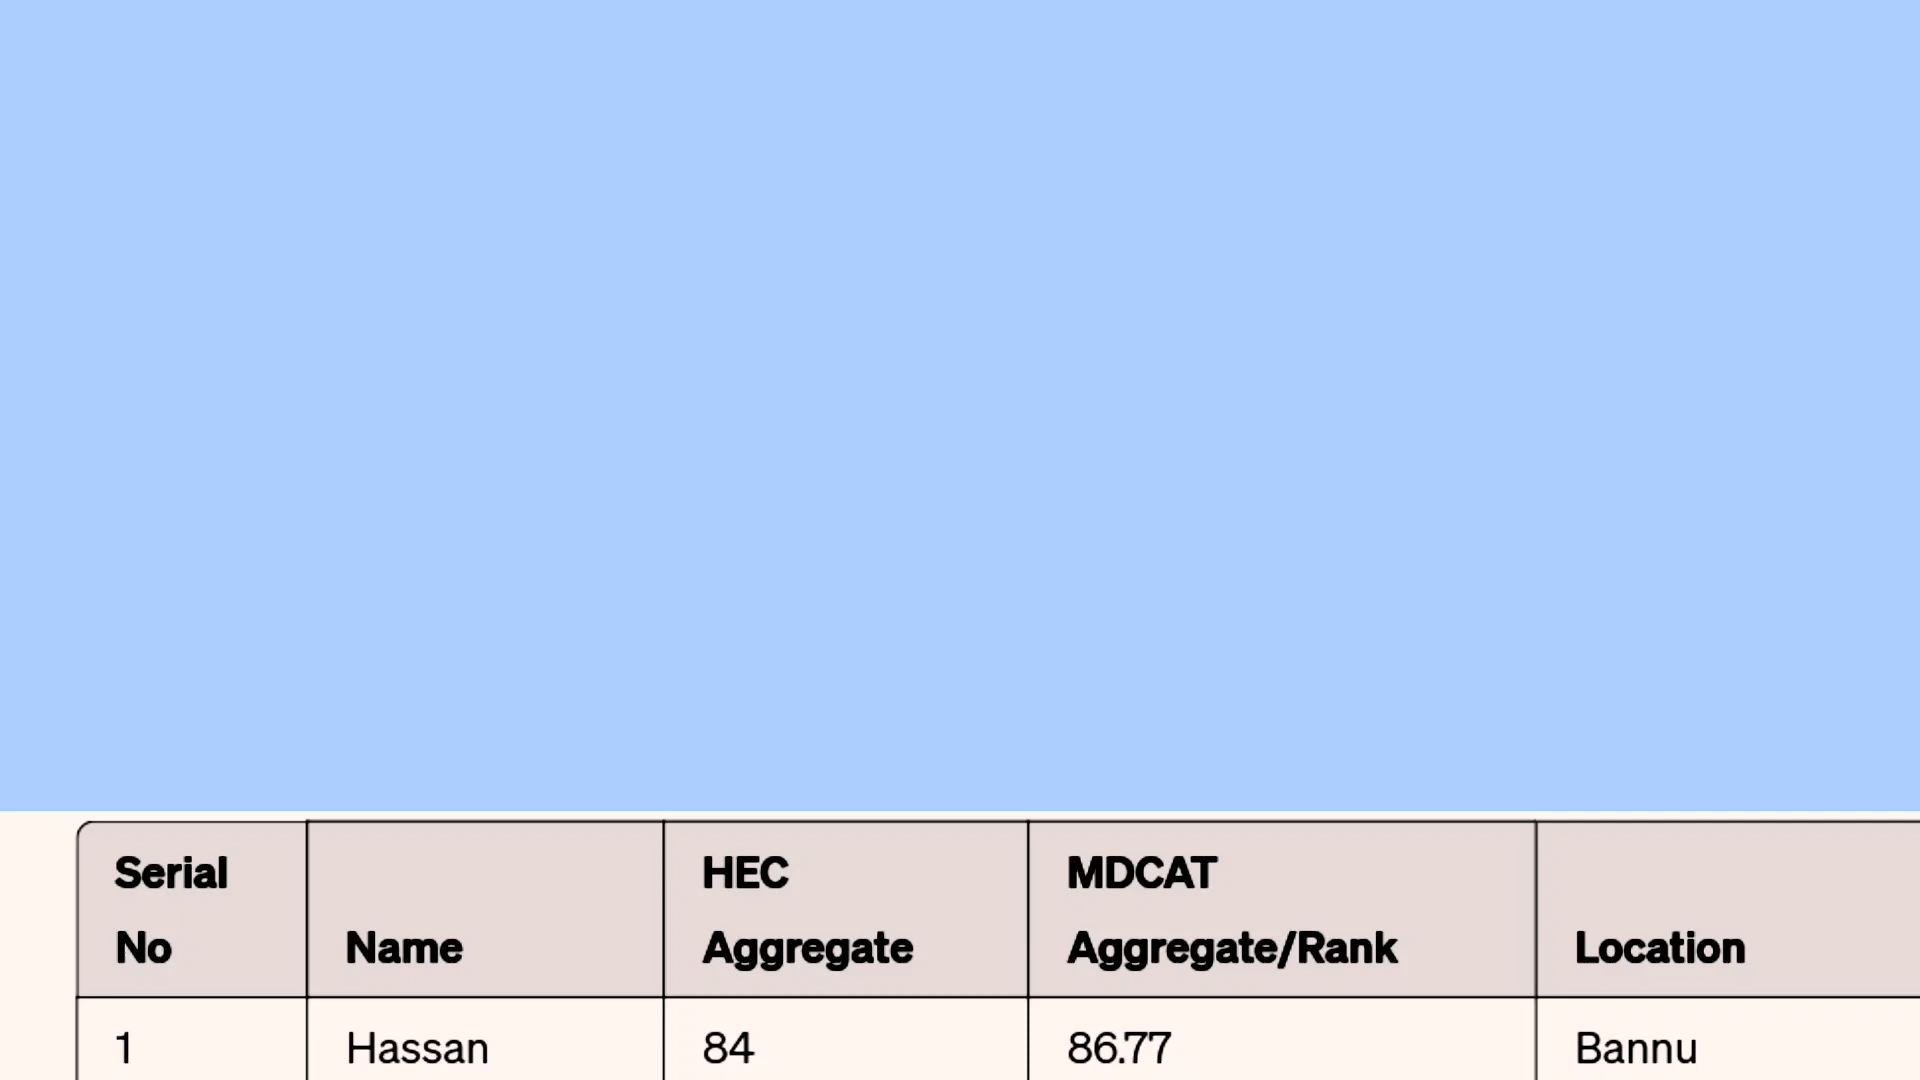 Serial No | Name | HEC Aggregate | MDCAT Aggregate/Rank | Location
1 | Hassan | 84 | 86.77 | Bannu